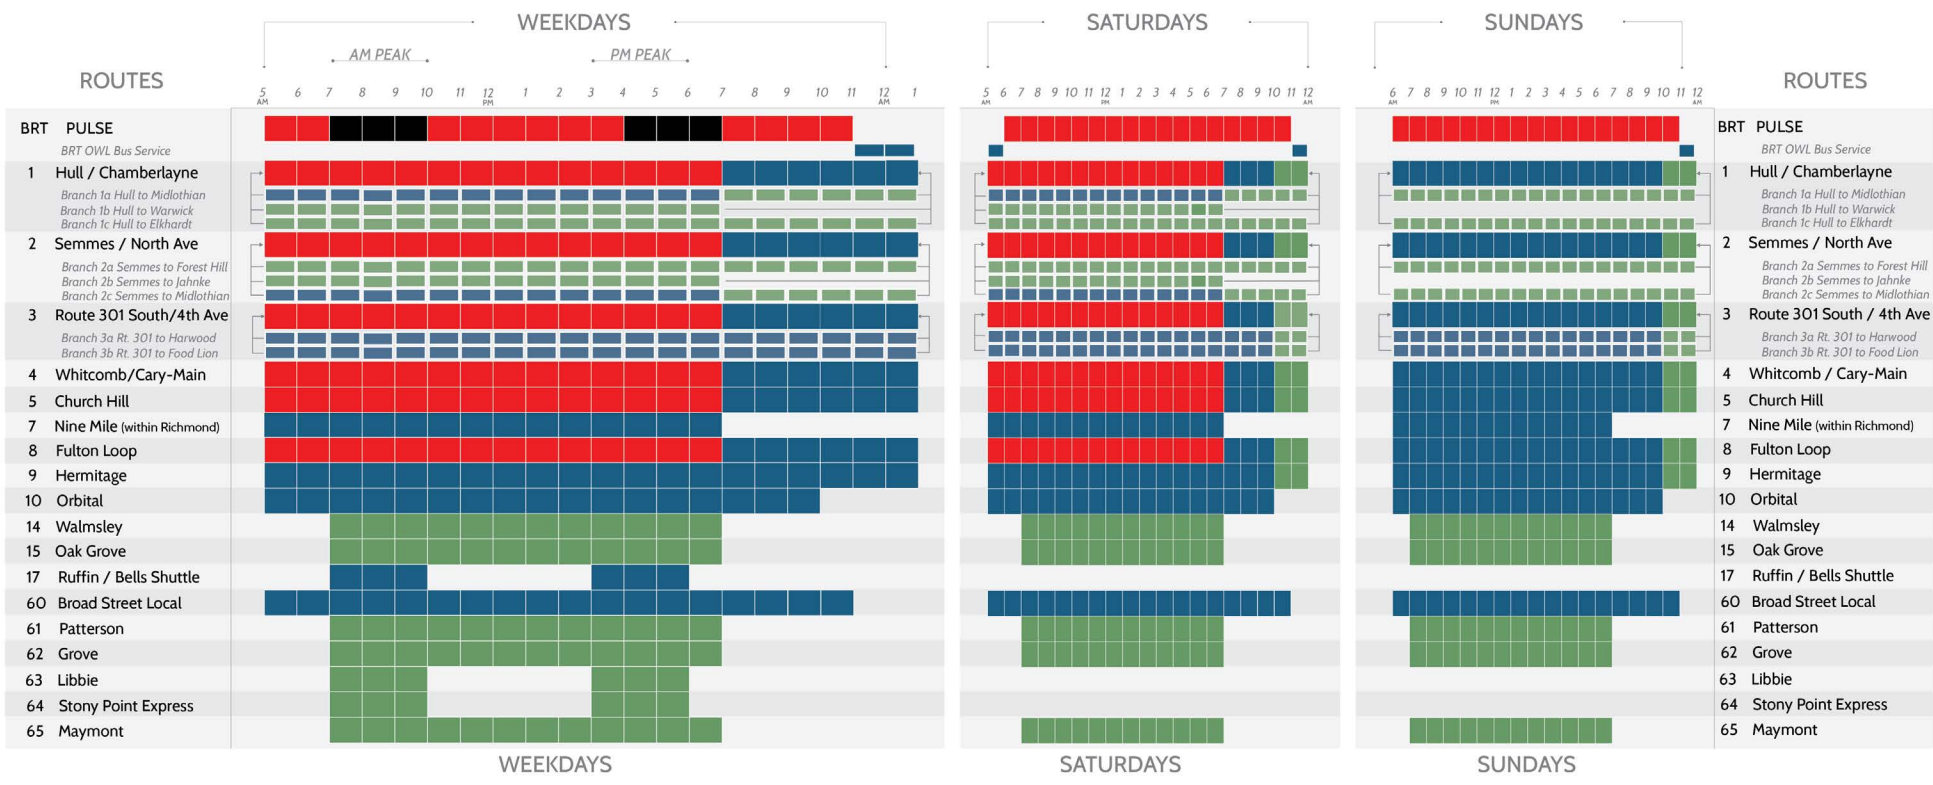 WEEKDAYS SATURDAYS SUNDAYS
AM PEAK PM PEAK
ROUTES ROUTES
5 6 7 8 9 10 11 12 1 2 3 4 5 6 7 8 9 10 11 12 1 5 6 7 8 9 10 11 12 1 2 3 4 5 6 7 8 9 10 11 12 6 7 8 9 10 11 12 1 2 3 4 5 6 7 8 9 10 11 12
AM PM AM AM PM AM AM PM AM
BRT PULSE BRT PULSE
BRT OWL Bus Service BRT OWL Bus Service
1 Hull / Chamberlayne 1 Hull / Chamberlayne
Branch 1a Hull to Midlothian Branch 1a Hull to Midlothian
Branch 1b Hull to Warwick Branch 1b Hull to Warwick
Branch 1c Hull to Elkhardt Branch 1c Hull to Elkhardt
2 Semmes / North Ave 2 Semmes / North Ave
Branch 2a Semmes to Forest Hill Branch 2a Semmes to Forest Hill
Branch 2b Semmes to Jahnke Branch 2b Semmes to Jahnke
Branch 2c Semmes to Midlothian Branch 2c Semmes to Midlothian
3 Route 301 South/4th Ave 3 Route 301 South / 4th Ave
Branch 3a Rt. 301 to Harwood Branch 3a Rt. 301 to Harwood
Branch 3b Rt. 301 to Food Lion Branch 3b Rt. 301 to Food Lion
4 Whitcomb/Cary-Main 4 Whitcomb / Cary-Main
5 Church Hill 5 Church Hill
7 Nine Mile (within Richmond) 7 Nine Mile (within Richmond)
8 Fulton Loop 8 Fulton Loop
9 Hermitage 9 Hermitage
10 Orbital 10 Orbital
14 Walmsley 14 Walmsley
15 Oak Grove 15 Oak Grove
17 Ruffin / Bells Shuttle 17 Ruffin / Bells Shuttle
60 Broad Street Local 60 Broad Street Local
61 Patterson 61 Patterson
62 Grove 62 Grove
63 Libbie 63 Libbie
64 Stony Point Express 64 Stony Point Express
65 Maymont 65 Maymont
WEEKDAYS SATURDAYS SUNDAYS